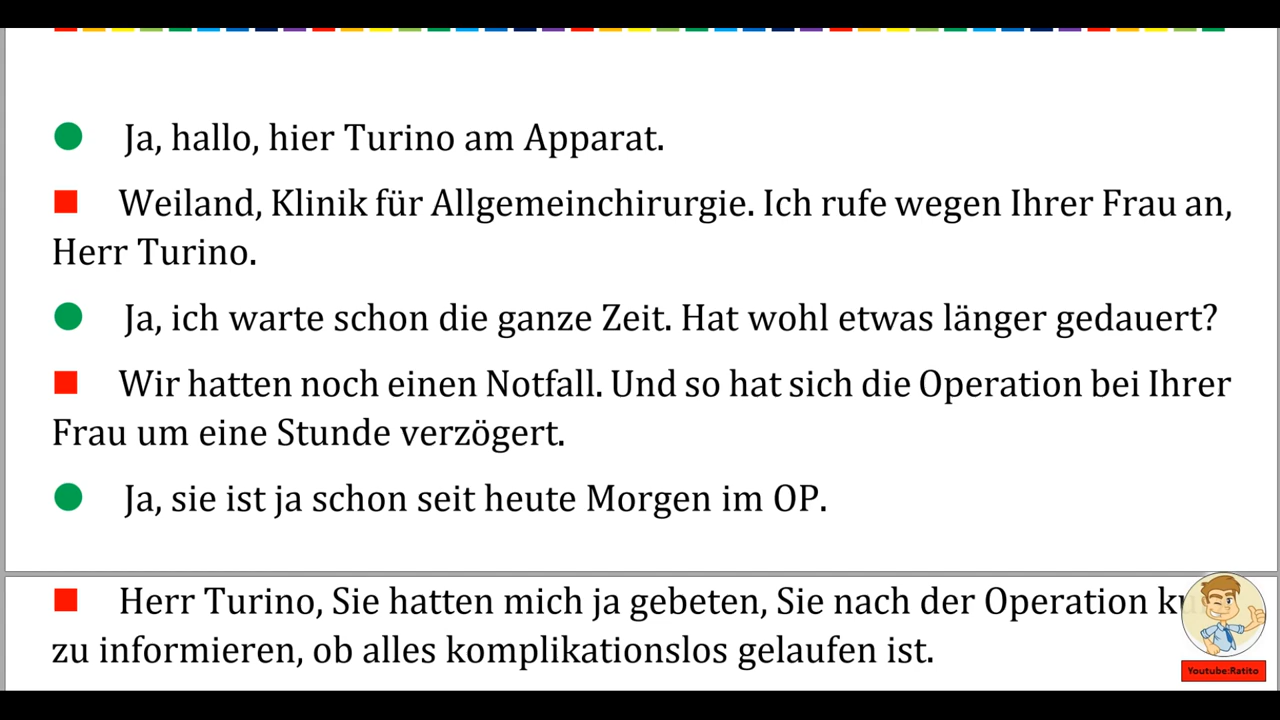 Ja, hallo, hier Turino am Apparat.
Weiland, Klinik für Allgemeinchirurgie. Ich rufe wegen Ihrer Frau an,
Herr Turino.
Ja, ich warte schon die ganze Zeit. Hat wohl etwas länger gedauert?
Wir hatten noch einen Notfall. Und so hat sich die Operation bei Ihrer
Frau um eine Stunde verzögert.
Ja, sie ist ja schon seit heute Morgen im OP.
Herr Turino, Sie hatten mich ja gebeten, Sie nach der Operation
zu informieren, ob alles komplikationslos gelaufen ist.
Youtube:Ratito